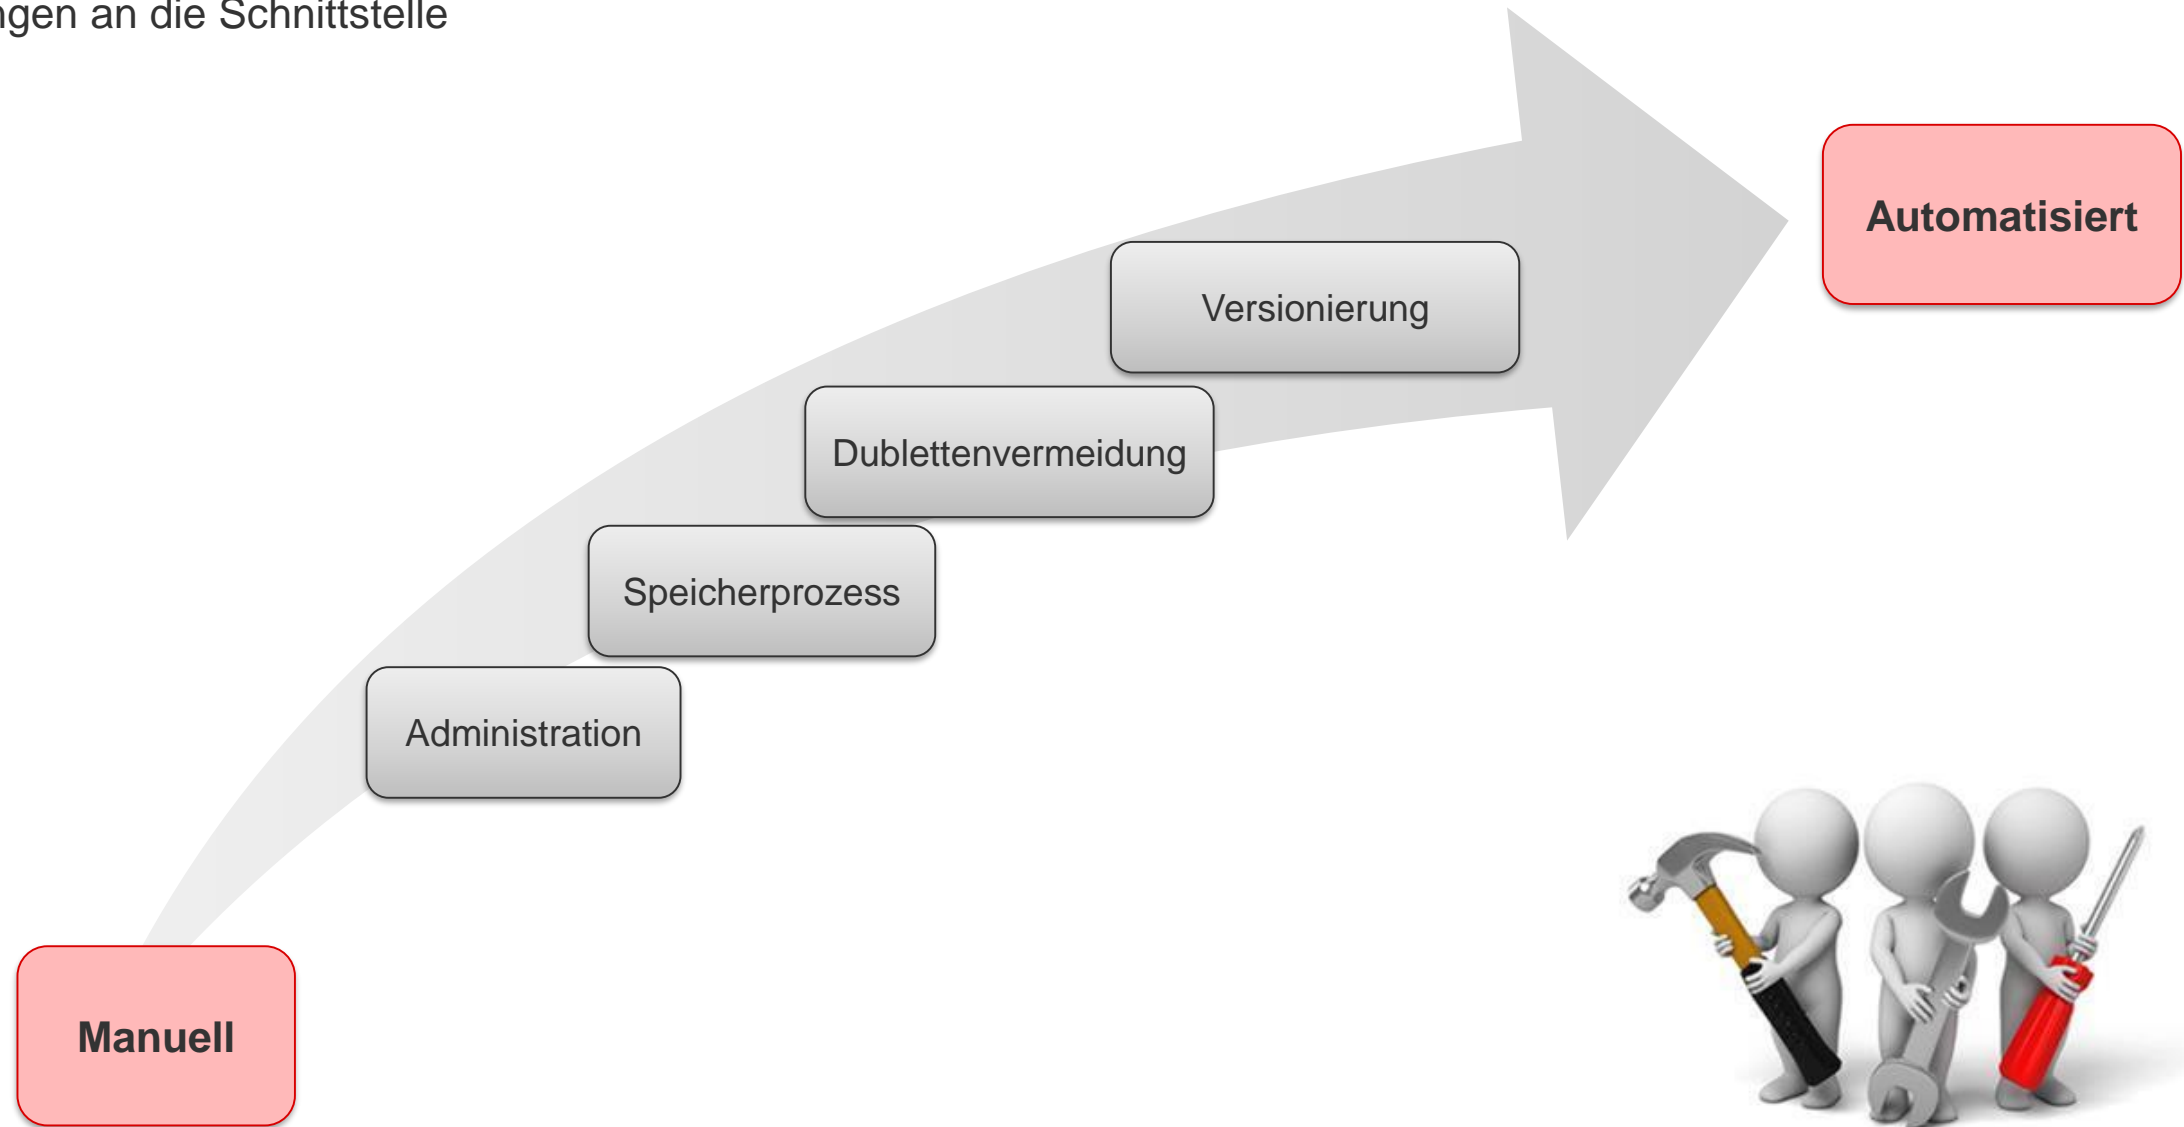 ngen an die Schnittstelle
Automatisiert
Versionierung
Dublettenvermeidung
Speicherprozess
Administration
Manuell